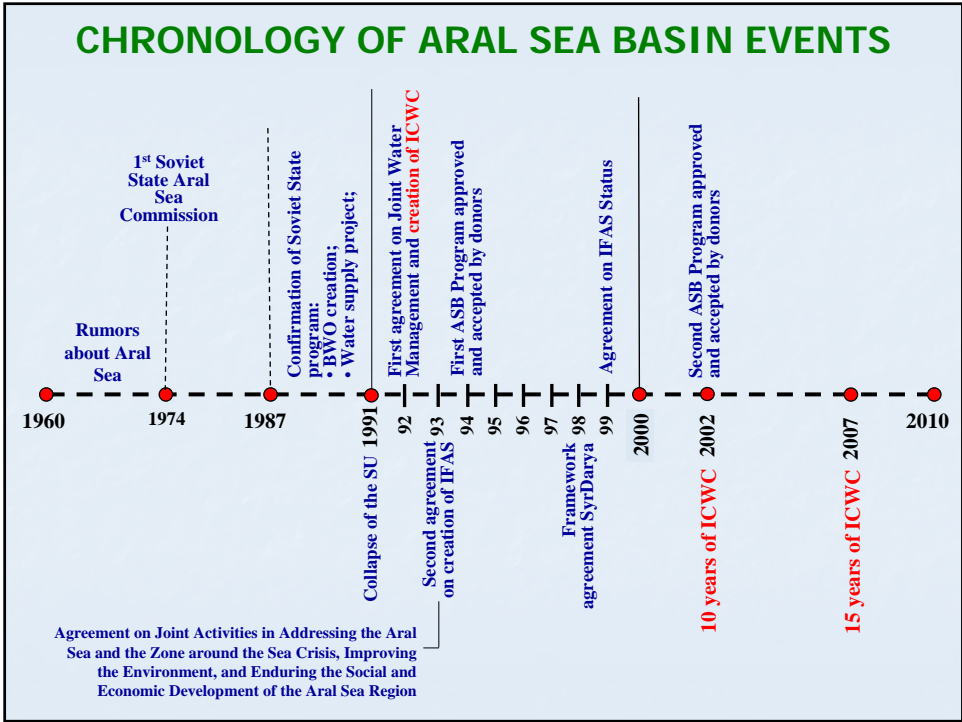 CHRONOLOGY OF ARAL SEA BASIN EVENTS
1st Soviet
State Aral
Sea
Commission
Rumors
about Aral
Sea
Confirmation of Soviet State
program:
• BWO creation;
• Water supply project;
First agreement on Joint Water
Management and creation of ICWC
First ASB Program approved
and accepted by donors
Agreement on IFAS Status
Second ASB Program approved
and accepted by donors
1960
1974
1987
1991
92
93
94
95
96
97
98
99
2000
2002
2007
2010
Collapse of the SU
Second agreement
on creation of IFAS
Framework
agreement SyrDarya
10 years of ICWC
15 years of ICWC
Agreement on Joint Activities in Addressing the Aral
Sea and the Zone around the Sea Crisis, Improving
the Environment, and Enduring the Social and
Economic Development of the Aral Sea Region